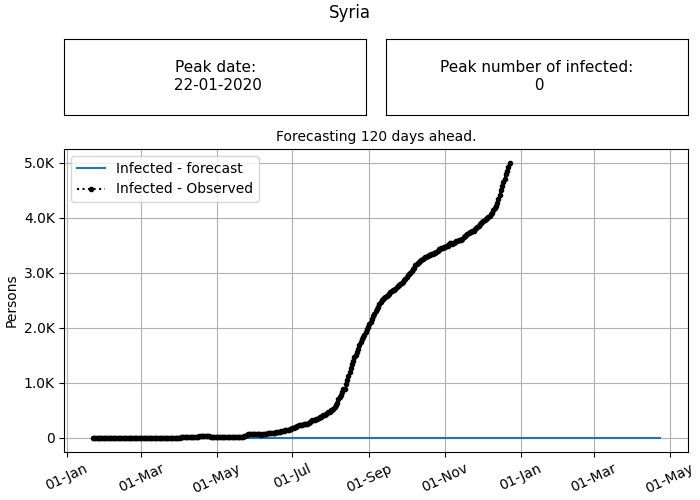 Syria
Peak date:
22-01-2020
Peak number of infected:
0
Forecasting 120 days ahead.
Infected - forecast
Infected - Observed
Persons
5.0K
4.0K
3.0K
2.0K
1.0K
0
01-Jan
01-Mar
01-May
01-Jul
01-Sep
01-Nov
01-Jan
01-Mar
01-May